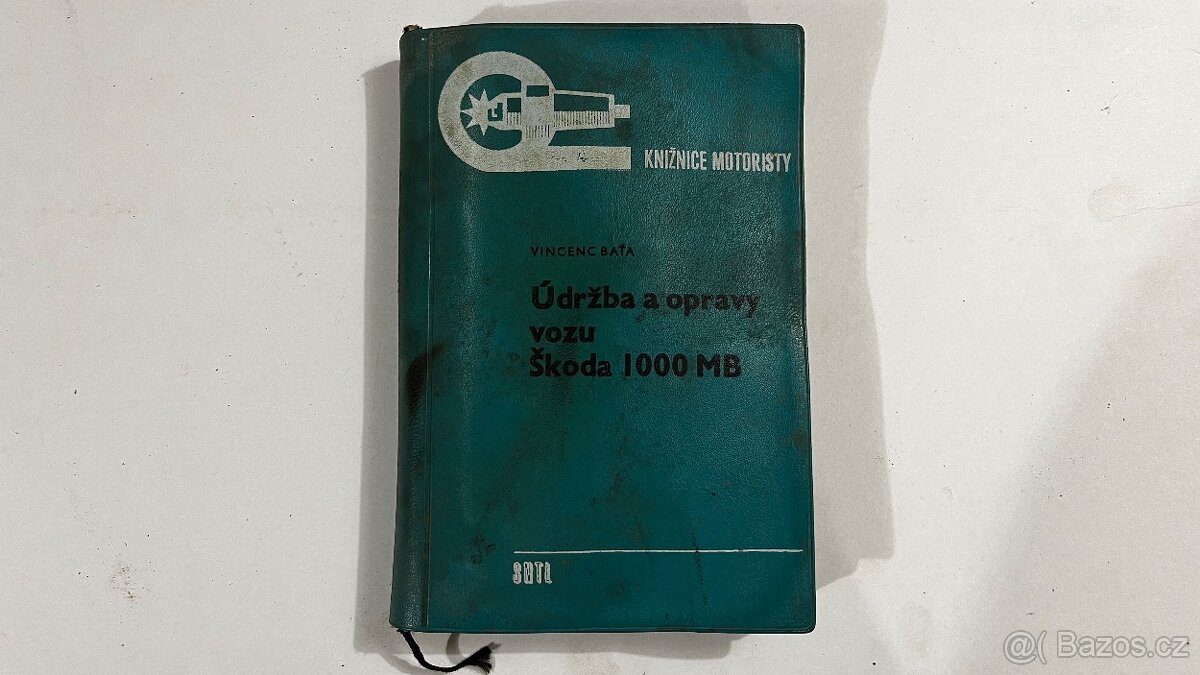 KNIŽNICE MOTORISTY
VINCENC BAŤA
Údržba a opravy
vozu
Škoda 1000 MB
SNTL
@( Bazos.cz